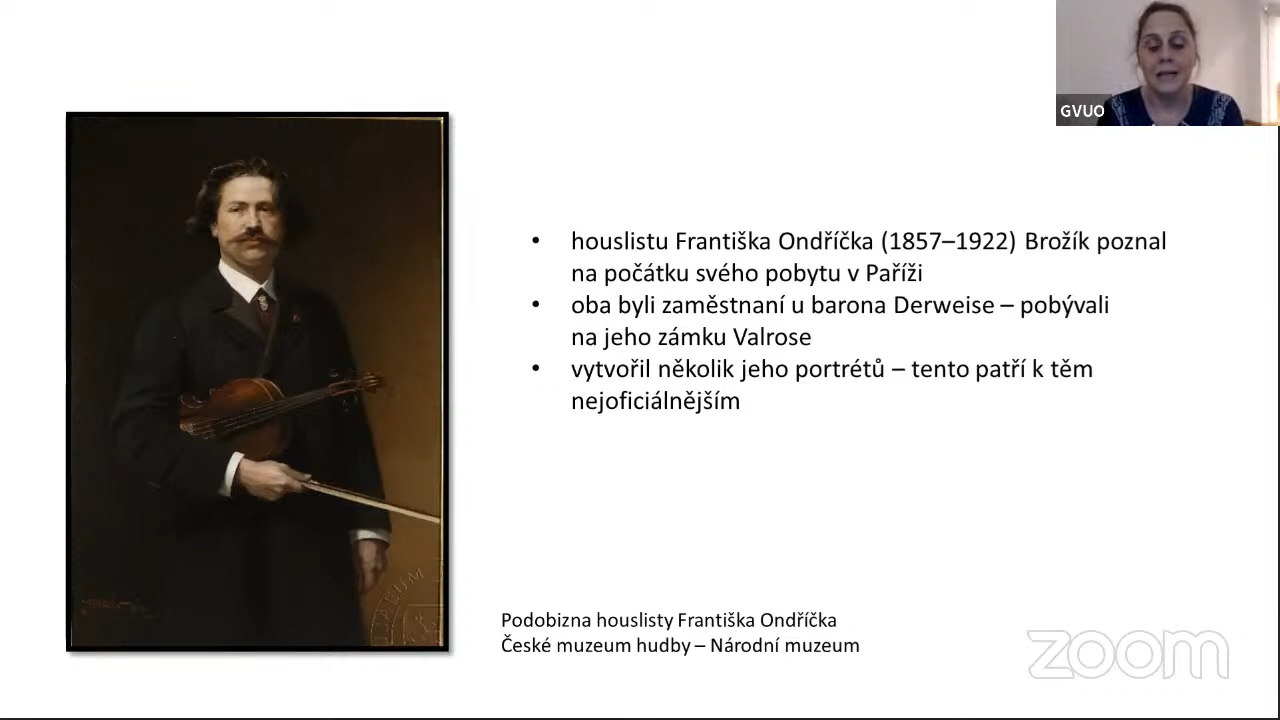 GVUO
• houslistu Františka Ondříčka (1857–1922) Brožík poznal
na počátku svého pobytu v Paříži
• oba byli zaměstnaní u barona Derweise – pobývali
na jeho zámku Valrose
• vytvořil několik jeho portrétů – tento patří k těm
nejoficiálnějším
Podobizna houslisty Františka Ondříčka
České muzeum hudby – Národní muzeum
zoom